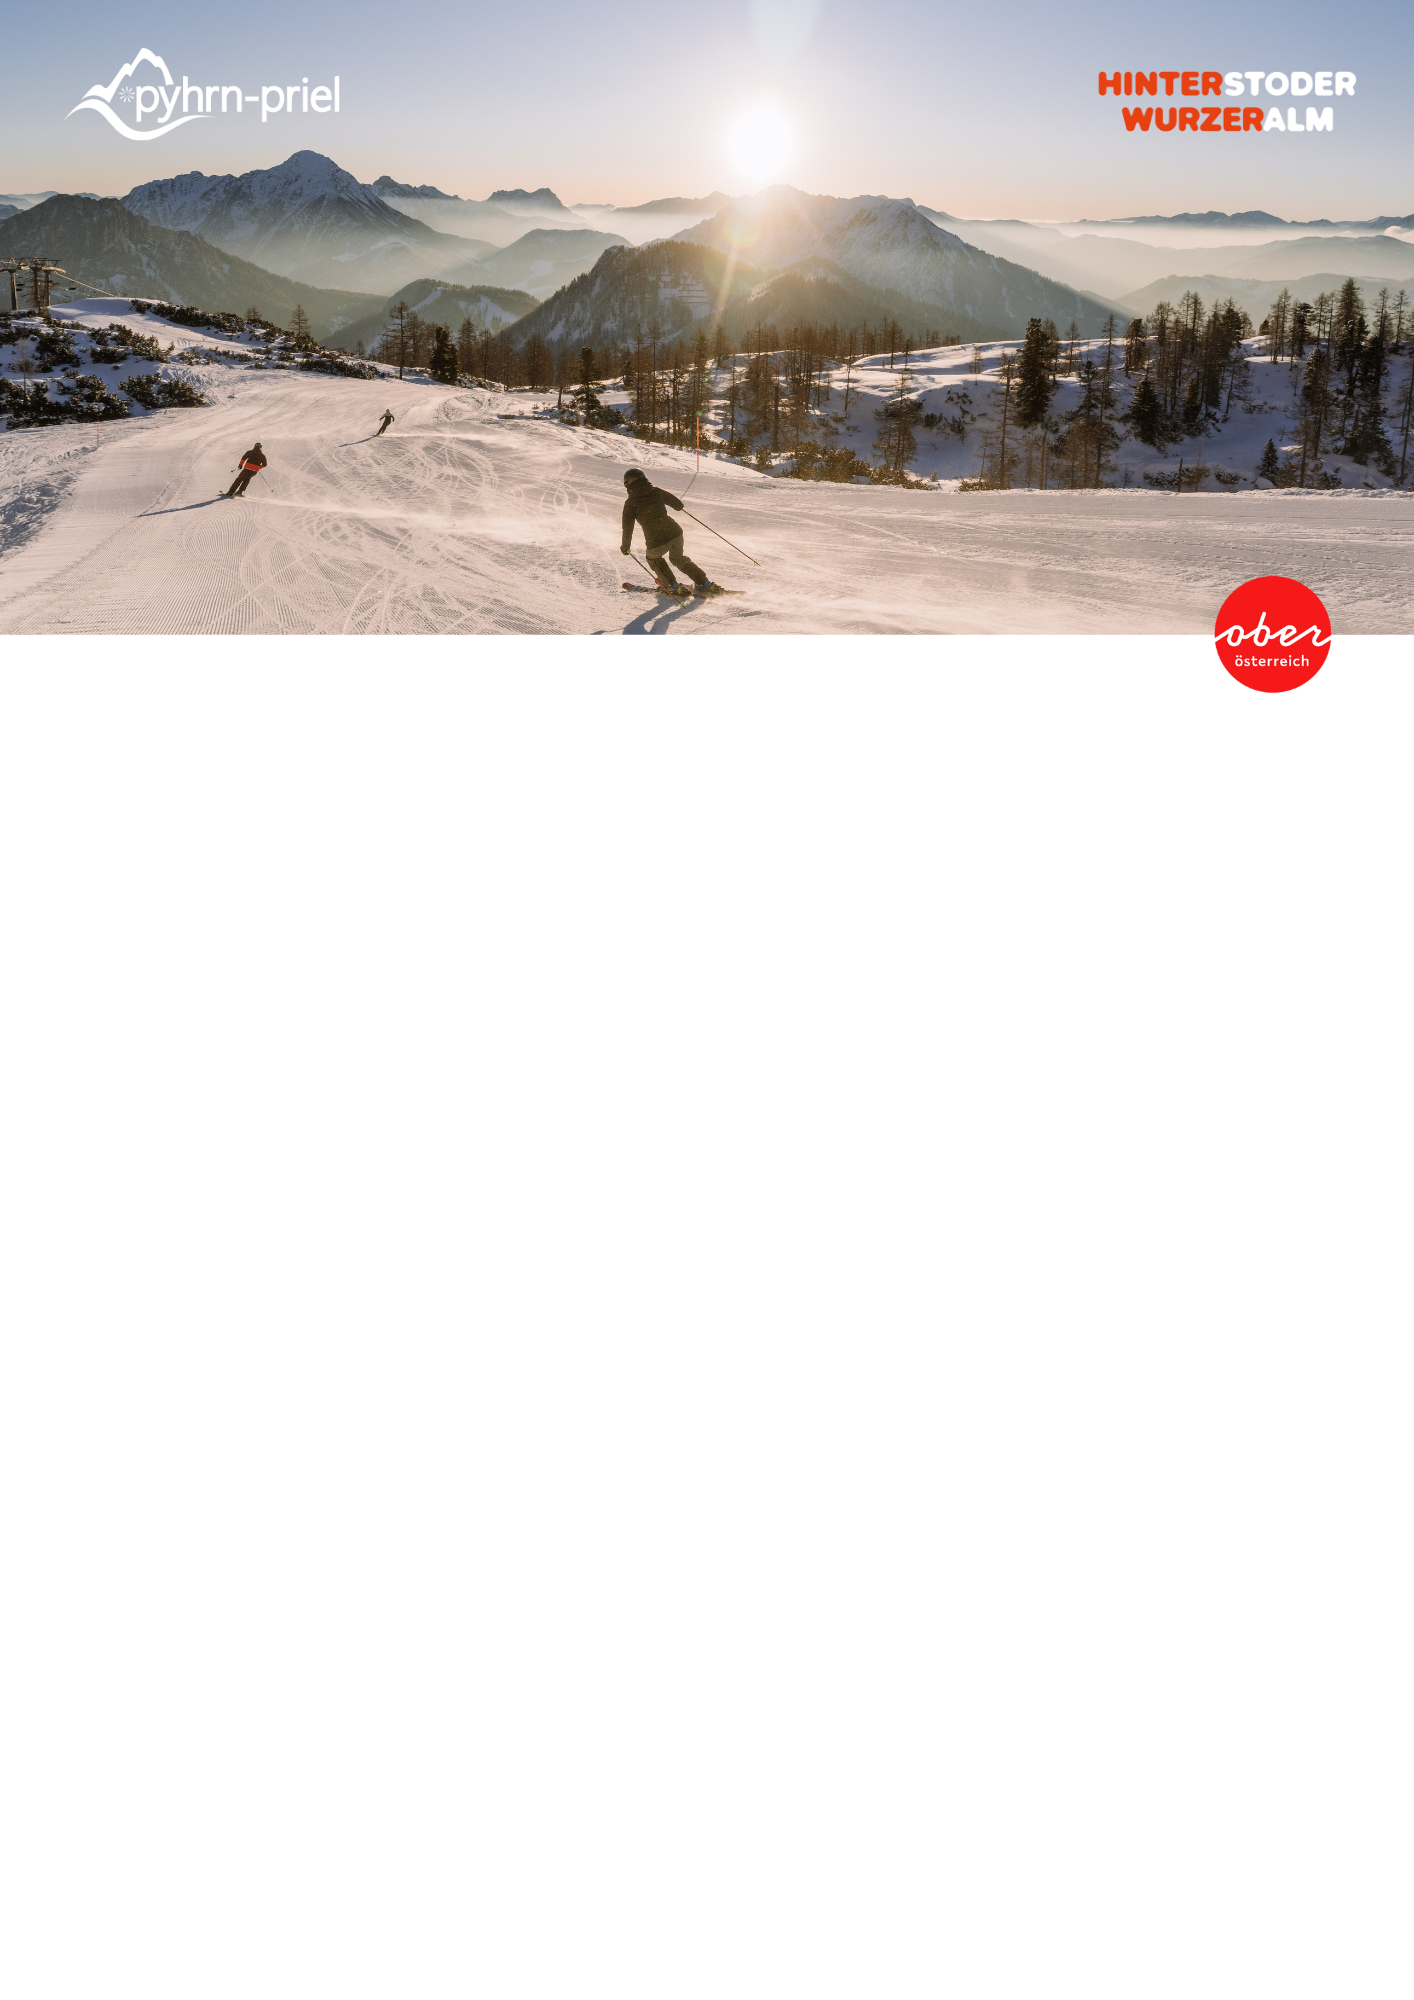 pyhrn-priel
HINTERSTODER
WURZERALM
ober
österreich